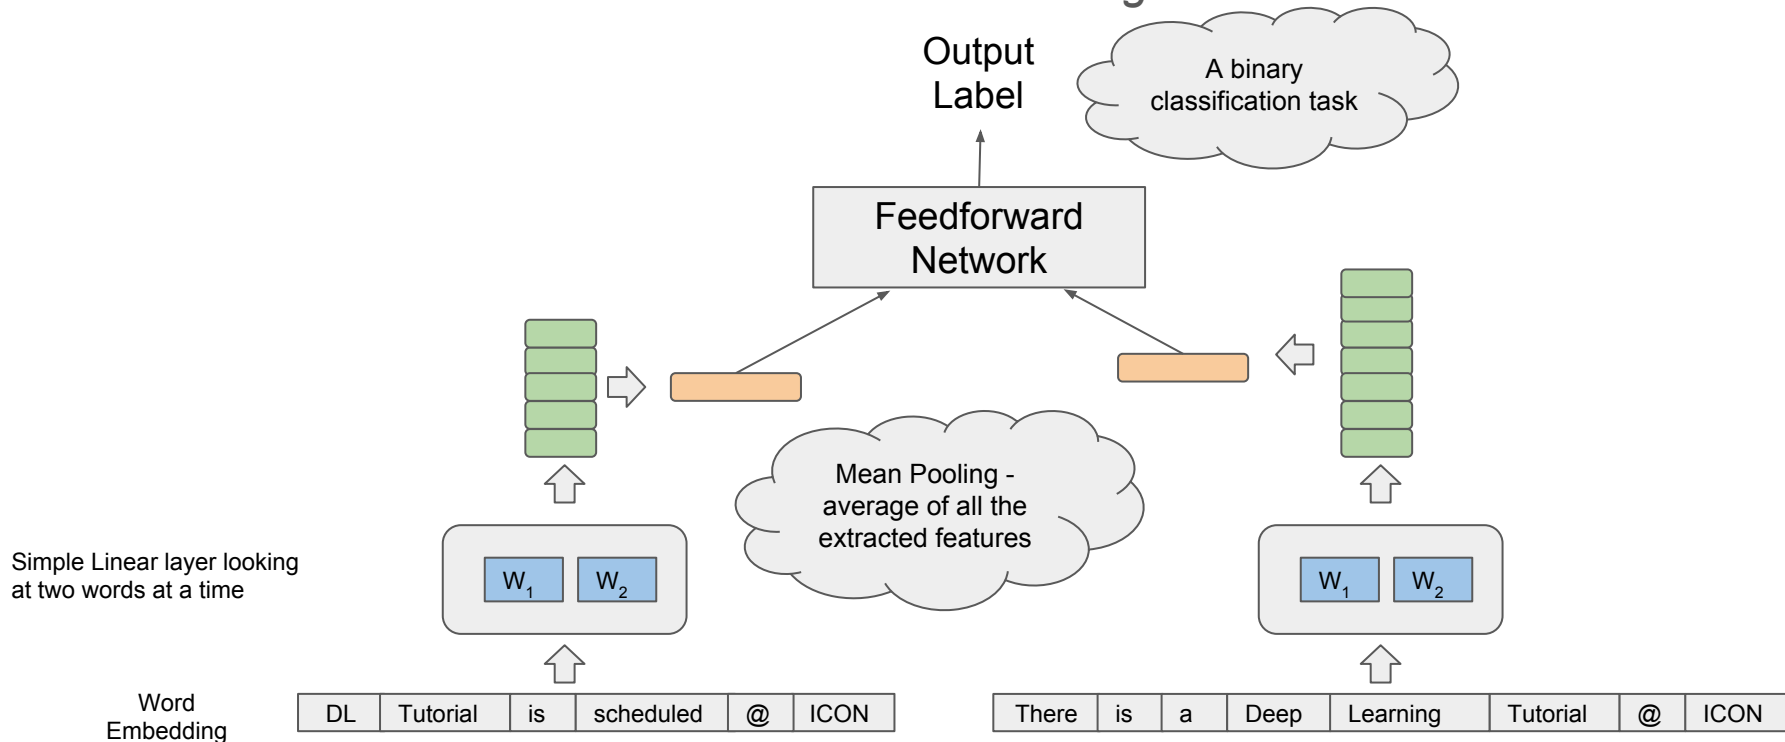 Output
Label
A binary
classification task
Feedforward
Network
Mean Pooling -
average of all the
extracted features
Simple Linear layer looking
at two words at a time
W1 W2
W1 W2
Word
Embedding
DL Tutorial is scheduled @ ICON
There is a Deep Learning Tutorial @ ICON